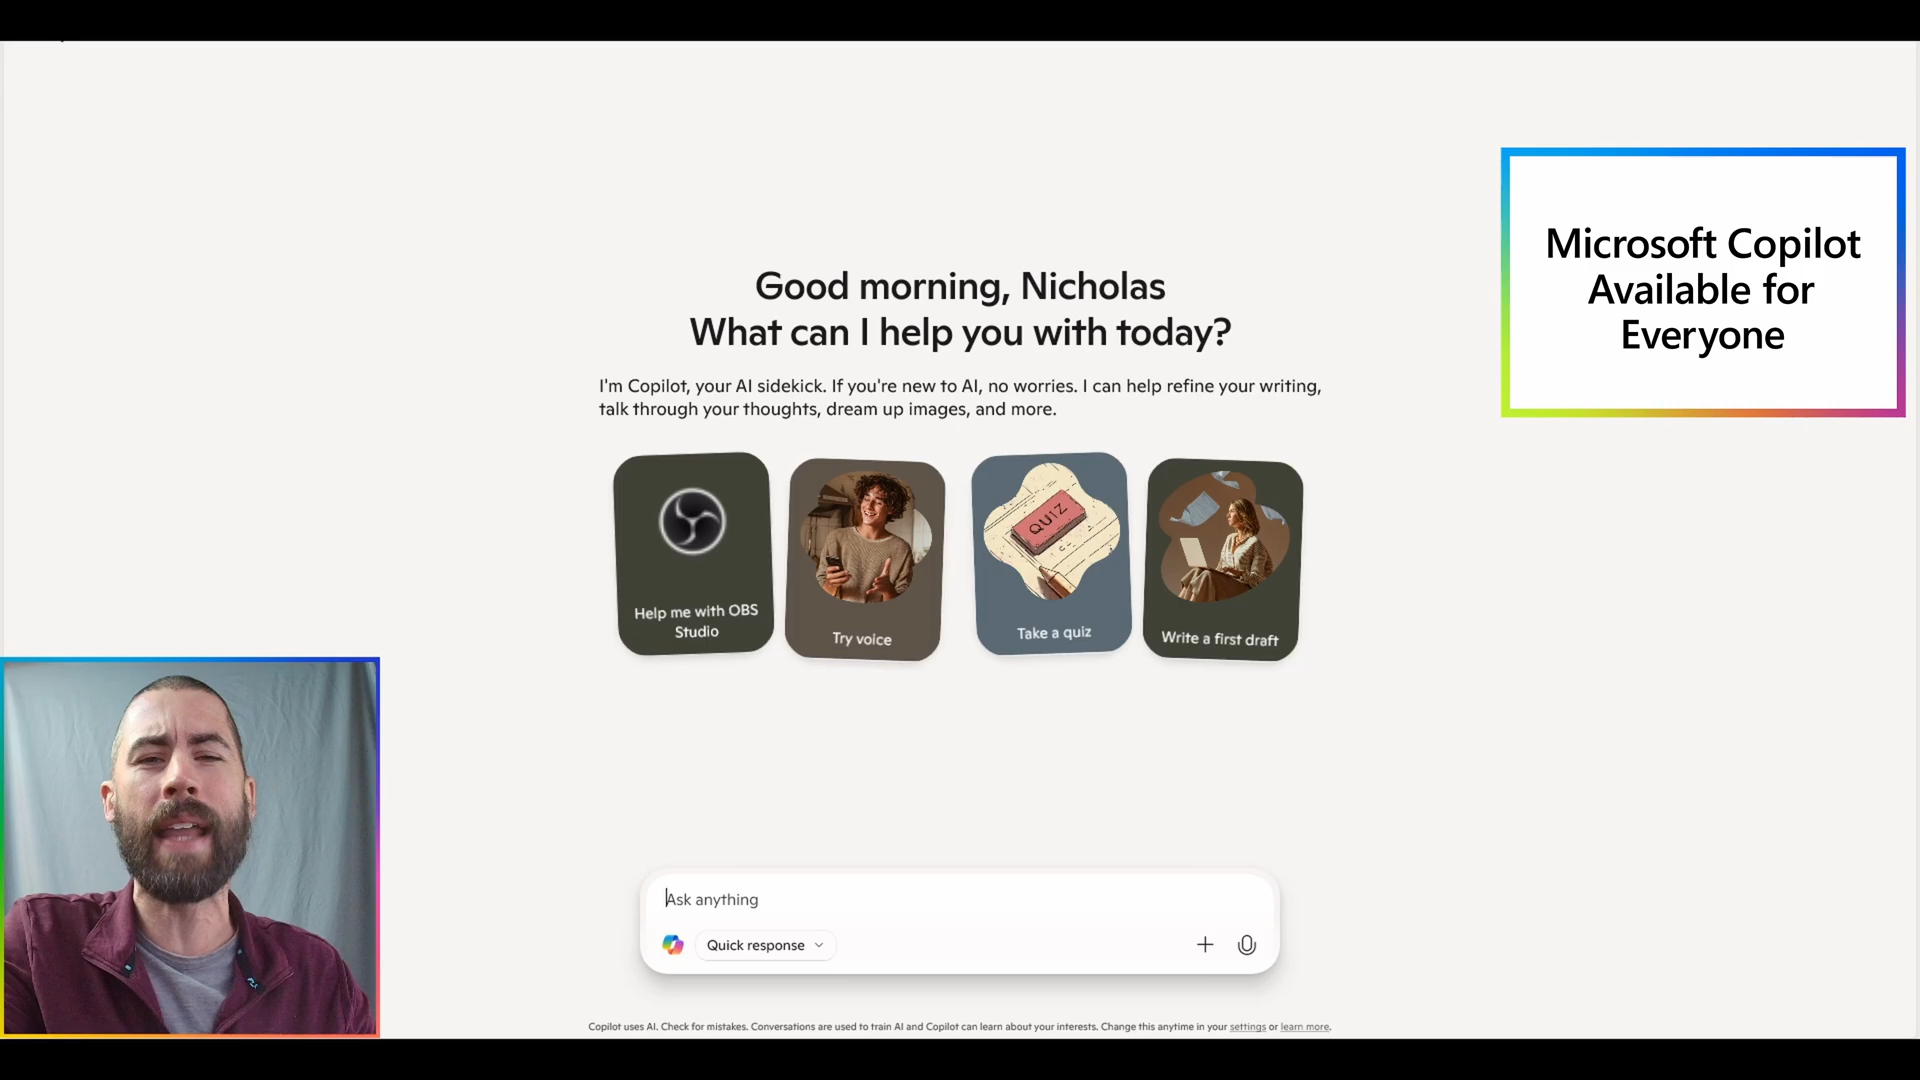 Good morning, Nicholas
What can I help you with today?
I'm Copilot, your AI sidekick. If you're new to AI, no worries. I can help refine your writing,
talk through your thoughts, dream up images, and more.
Help me with OBS
Studio
Try voice
QUIZ
Take a quiz
Write a first draft
Microsoft Copilot
Available for
Everyone
Ask anything
Quick response
Copilot uses AI. Check for mistakes. Conversations are used to train AI and Copilot can learn about your interests. Change this anytime in your settings or learn more.